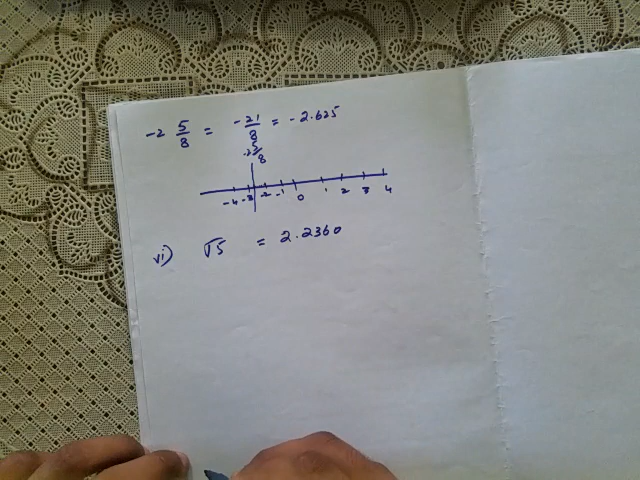 -2 5/8 = -21/8 = -2.625
-2 5/8
-4 -3 -2 -1 0 1 2 3 4
vi) √5 = 2.2360